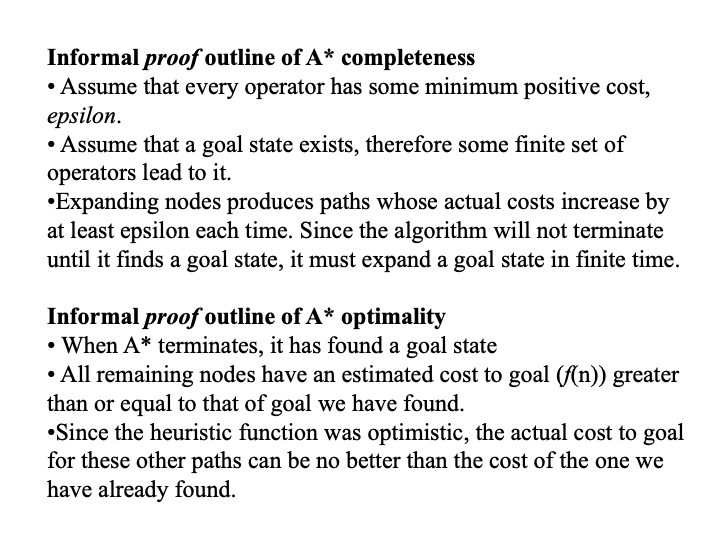 Informal proof outline of A* completeness
• Assume that every operator has some minimum positive cost,
epsilon.
• Assume that a goal state exists, therefore some finite set of
operators lead to it.
•Expanding nodes produces paths whose actual costs increase by
at least epsilon each time. Since the algorithm will not terminate
until it finds a goal state, it must expand a goal state in finite time.
Informal proof outline of A* optimality
• When A* terminates, it has found a goal state
• All remaining nodes have an estimated cost to goal (f(n)) greater
than or equal to that of goal we have found.
•Since the heuristic function was optimistic, the actual cost to goal
for these other paths can be no better than the cost of the one we
have already found.